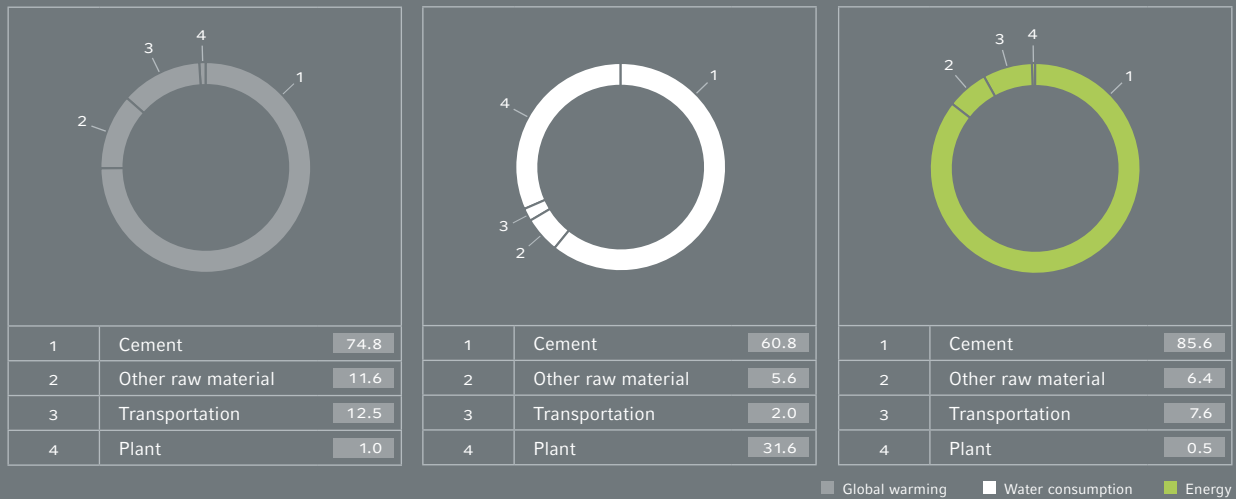 4
3
1
2
1
4
3
2
4
3
2
1
1 Cement 74.8
2 Other raw material 11.6
3 Transportation 12.5
4 Plant 1.0
1 Cement 60.8
2 Other raw material 5.6
3 Transportation 2.0
4 Plant 31.6
1 Cement 85.6
2 Other raw material 6.4
3 Transportation 7.6
4 Plant 0.5
Global warming Water consumption Energy